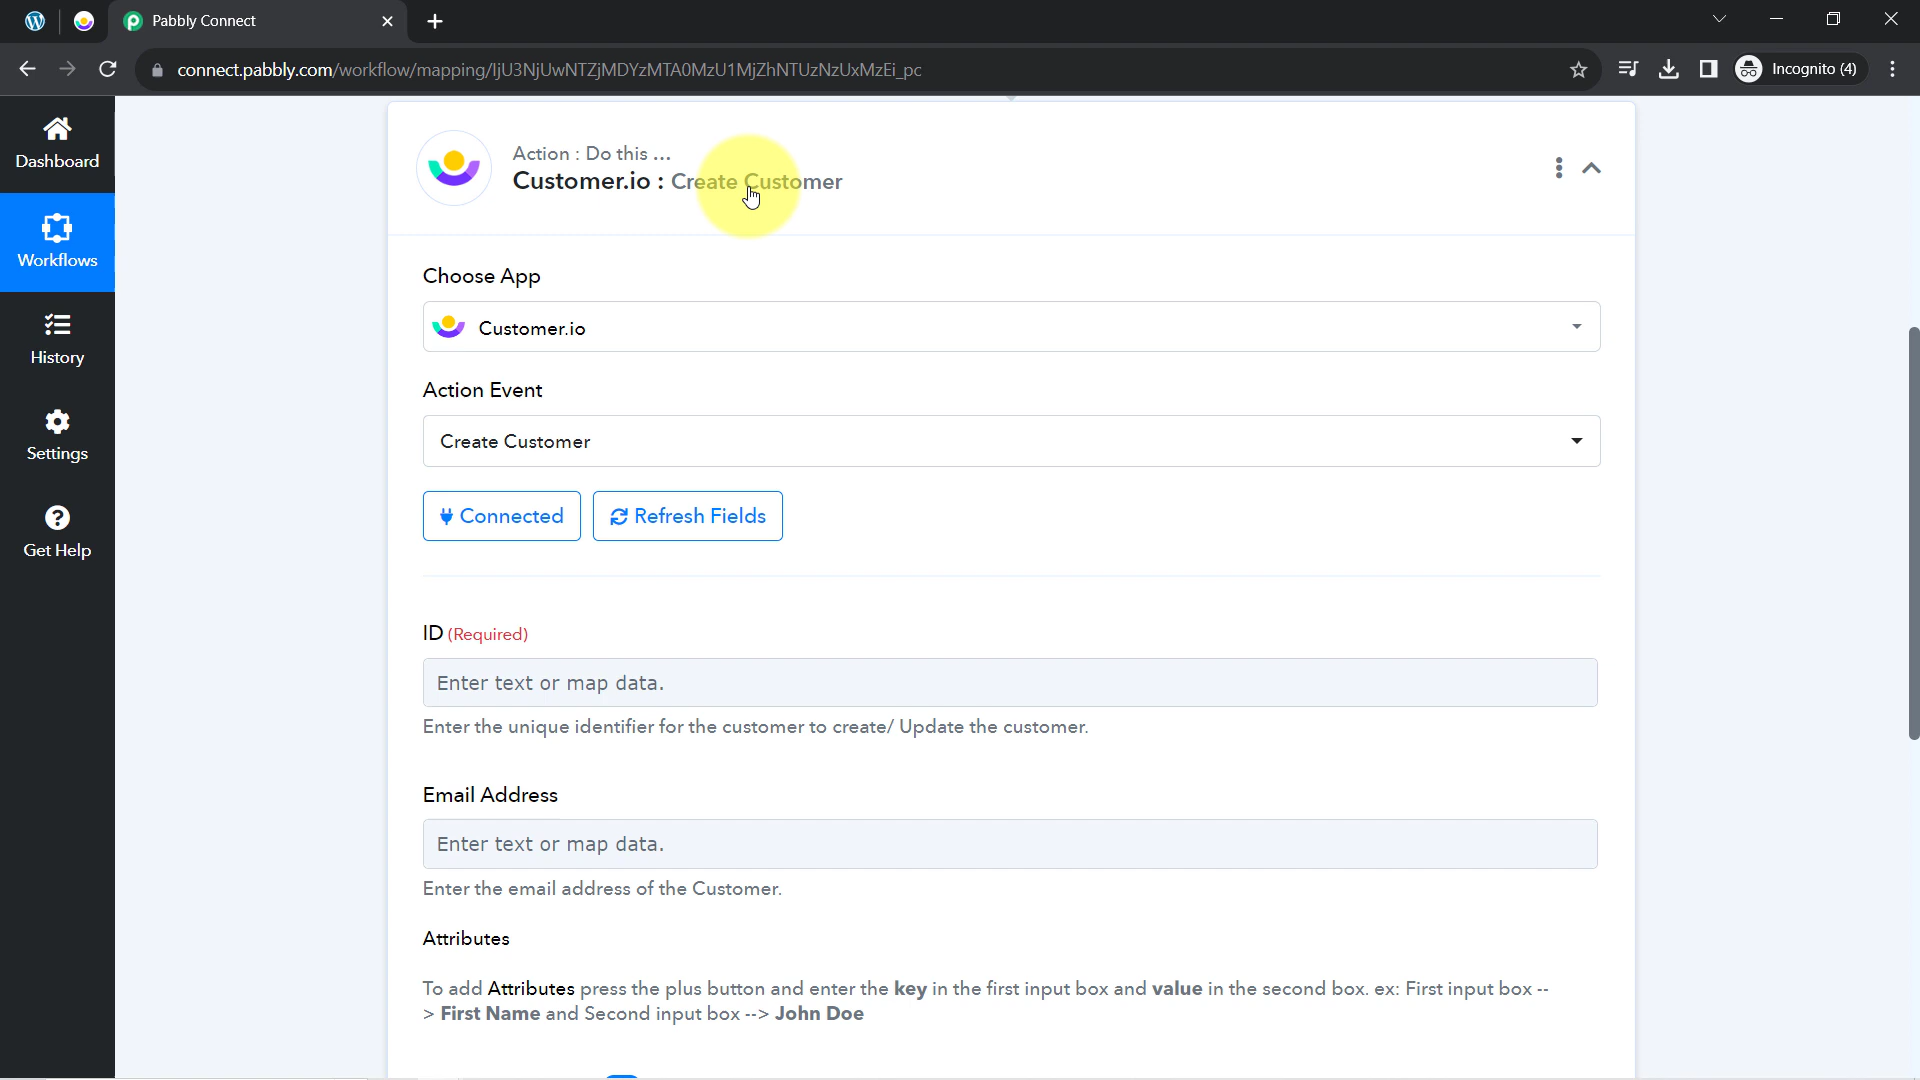 Pabbly Connect
connect.pabbly.com/workflow/mapping/IjU3NjUwNTZjMDYzMTA0MzU1MjZhNTUzNzUxMzEi_pc
Incognito (4)
Dashboard
Workflows
History
Settings
Get Help
Action : Do this ...
Customer.io : Create Customer
Choose App
Customer.io
Action Event
Create Customer
Connected
Refresh Fields
ID (Required)
Enter text or map data.
Enter the unique identifier for the customer to create/ Update the customer.
Email Address
Enter text or map data.
Enter the email address of the Customer.
Attributes
To add Attributes press the plus button and enter the key in the first input box and value in the second box. ex: First input box --
> First Name and Second input box --> John Doe